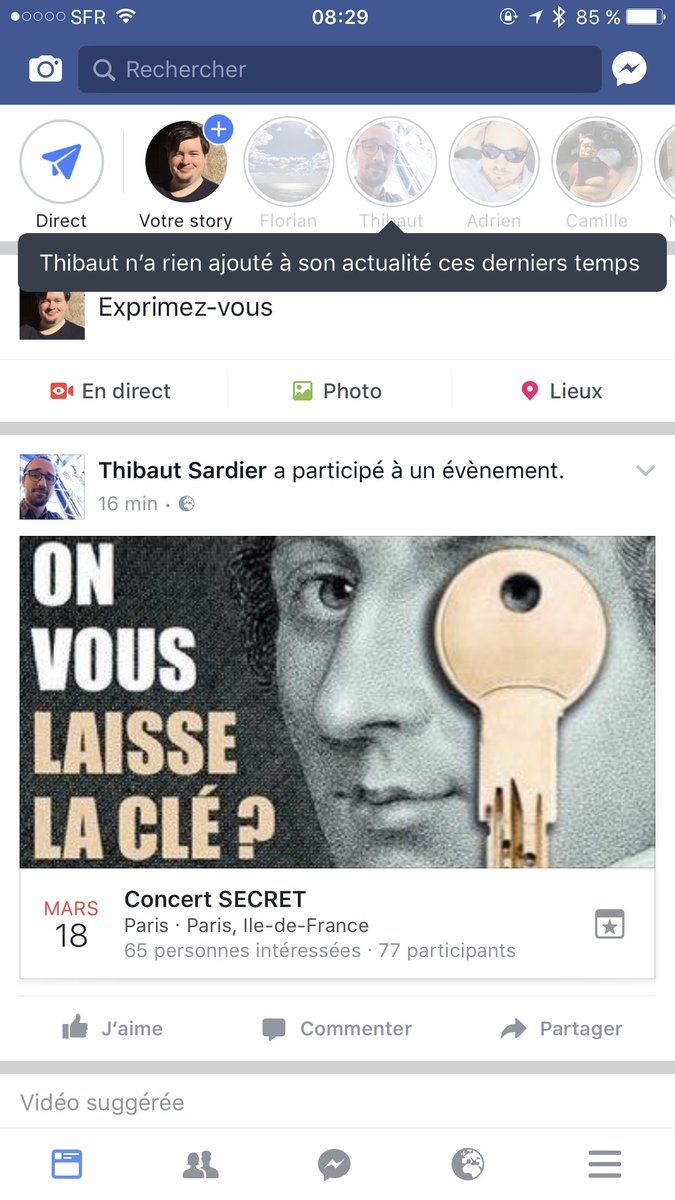 SFR 08:29 85 %
Rechercher
Direct Votre story Florian Thibaut Adrien Camille
Thibaut n’a rien ajouté à son actualité ces derniers temps
Exprimez-vous
En direct Photo Lieux
Thibaut Sardier a participé à un évènement.
16 min ·
ON
VOUS
LAISSE
LA CLÉ ?
MARS
18
Concert SECRET
Paris · Paris, Ile-de-France
65 personnes intéressées · 77 participants
J’aime Commenter Partager
Vidéo suggérée